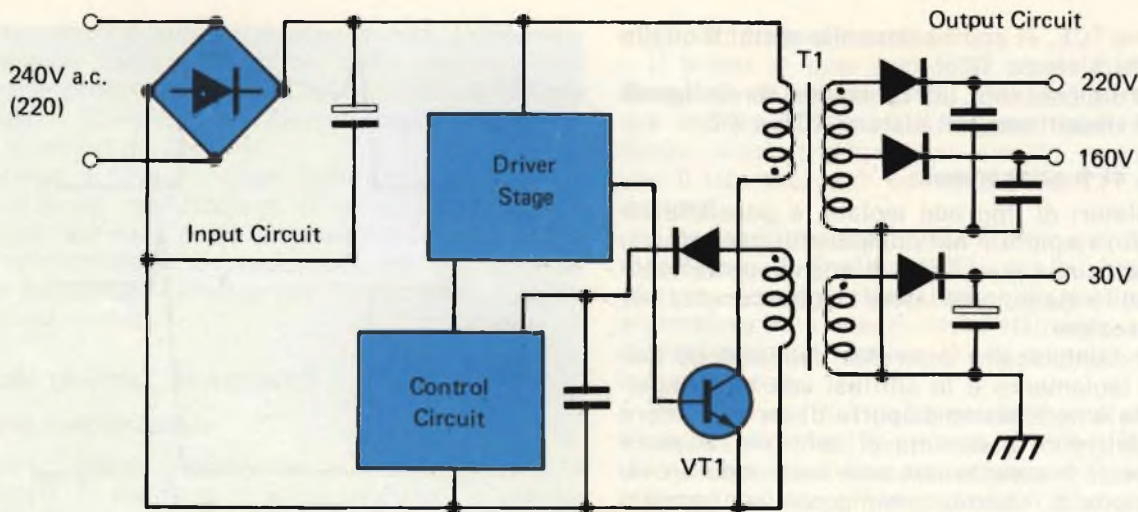 Output Circuit
240V a.c.
(220)
T1
220V
160V
Driver
Stage
Input Circuit
30V
Control
Circuit
VT1